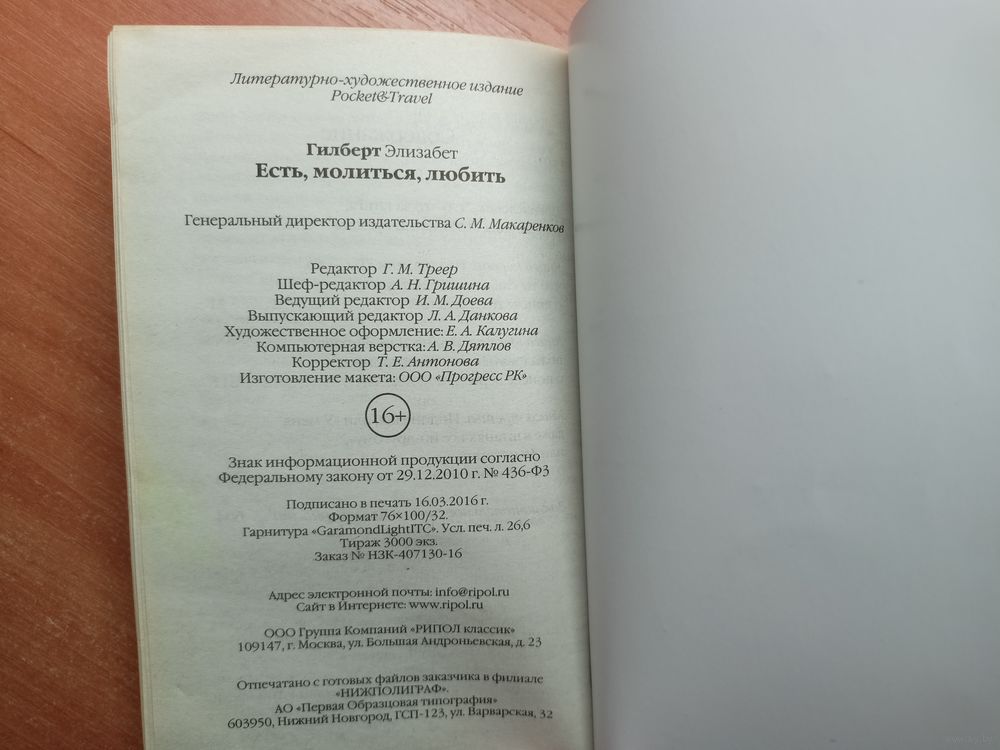 Литературно-художественное издание
Pocket&Travel
Гилберт Элизабет
Есть, молиться, любить
Генеральный директор издательства С. М. Макаренков
Редактор Г. М. Треер
Шеф-редактор А. Н. Гришина
Ведущий редактор И. М. Доева
Выпускающий редактор Л. А. Данкова
Художественное оформление: Е. А. Калугина
Компьютерная верстка: А. В. Дятлов
Корректор Т. Е. Антонова
Изготовление макета: ООО «Прогресс РК»
16+
Знак информационной продукции согласно
Федеральному закону от 29.12.2010 г. № 436-ФЗ
Подписано в печать 16.03.2016 г.
Формат 76×100/32.
Гарнитура «GaramondLightITC». Усл. печ. л. 26,6
Тираж 3000 экз.
Заказ № НЗК-407130-16
Адрес электронной почты: info@ripol.ru
Сайт в Интернете: www.ripol.ru
ООО Группа Компаний «РИПОЛ классик»
109147, г. Москва, ул. Большая Андроньевская, д. 23
Отпечатано с готовых файлов заказчика в филиале
«НИЖПОЛИГРАФ».
АО «Первая Образцовая типография»
603950, Нижний Новгород, ГСП-123, ул. Варварская, 32